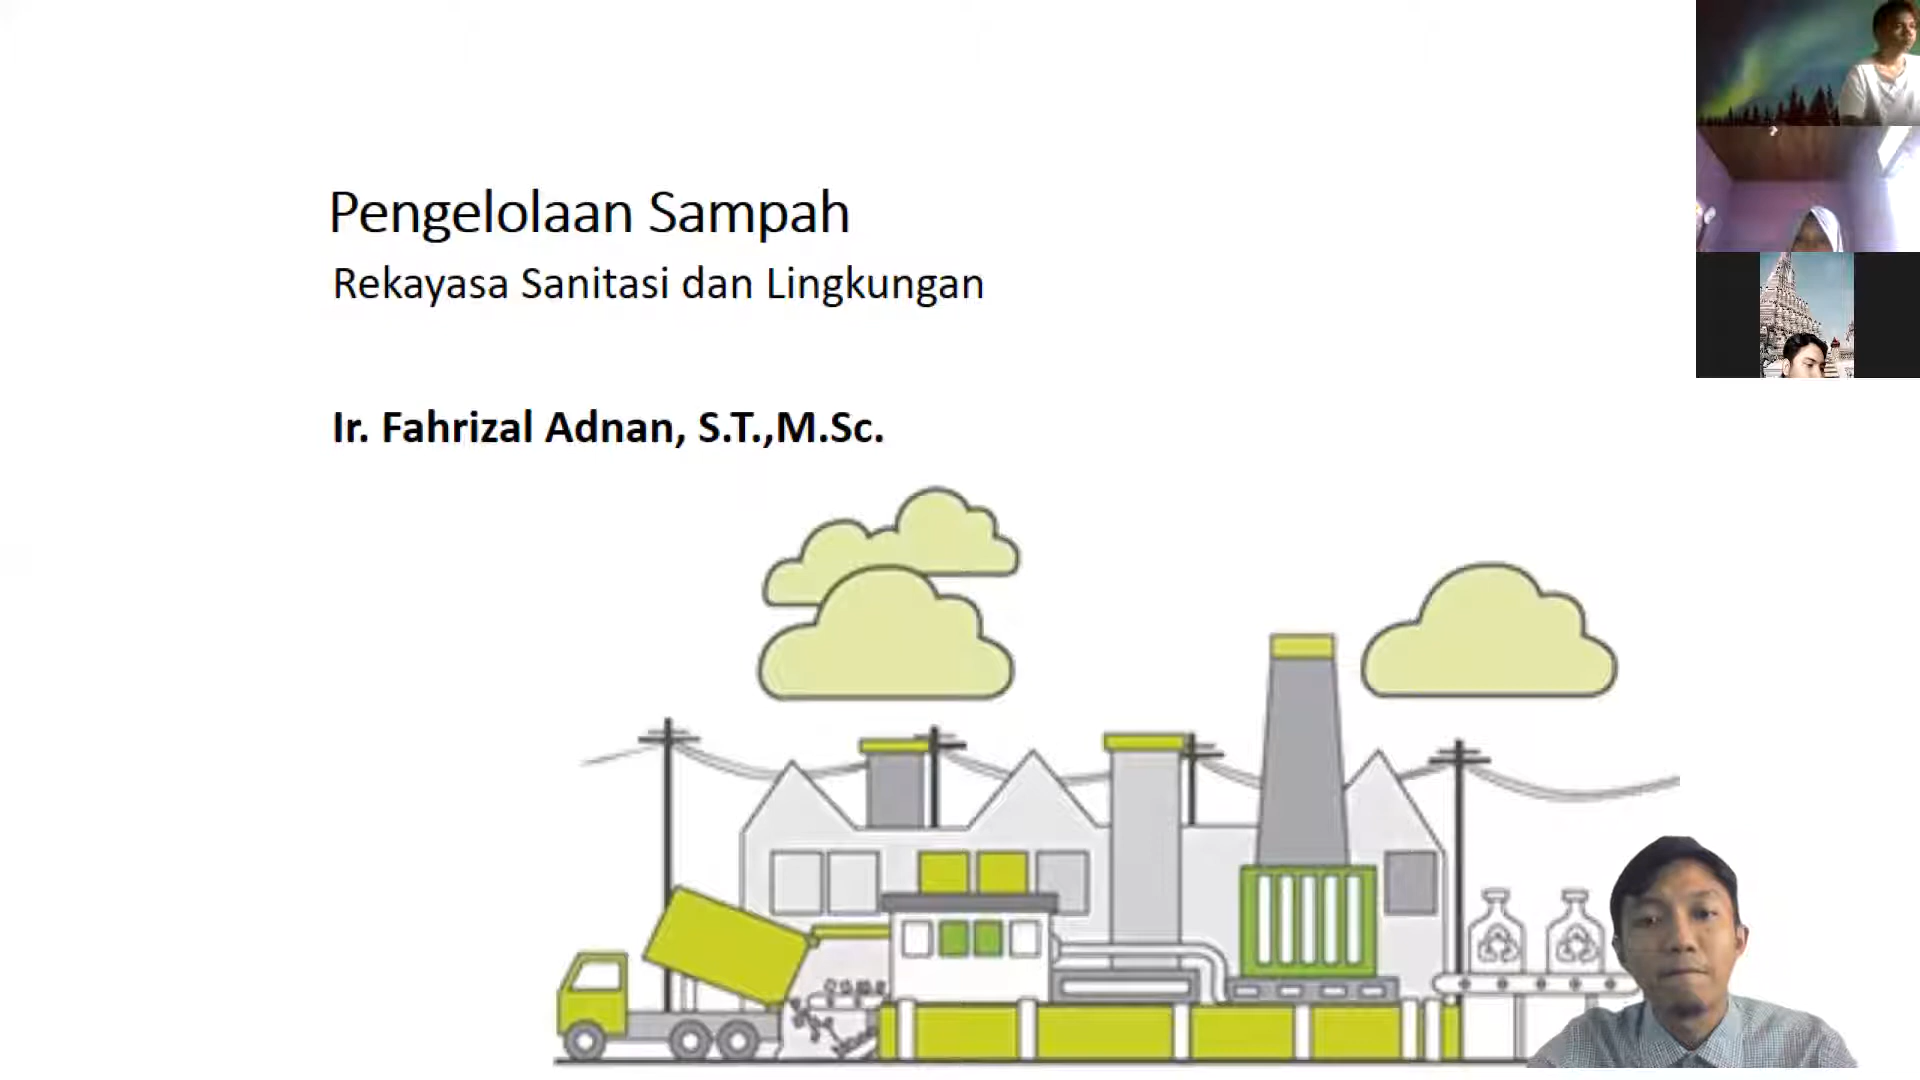 Pengelolaan Sampah
Rekayasa Sanitasi dan Lingkungan
Ir. Fahrizal Adnan, S.T.,M.Sc.